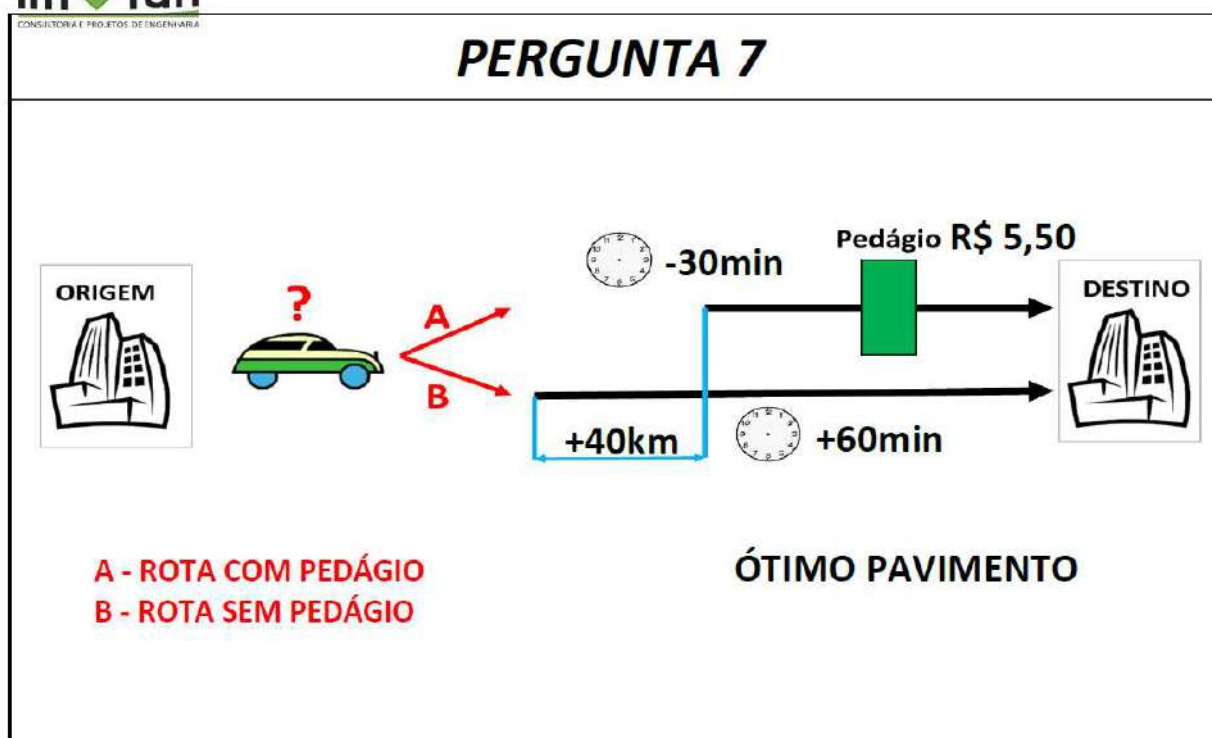 CONSULTORIA E PROJETOS DE ENGENHARIA
PERGUNTA 7
Pedágio R$ 5,50
-30min
ORIGEM
?
A
DESTINO
B
+40km
+60min
A - ROTA COM PEDÁGIO
ÓTIMO PAVIMENTO
B - ROTA SEM PEDÁGIO